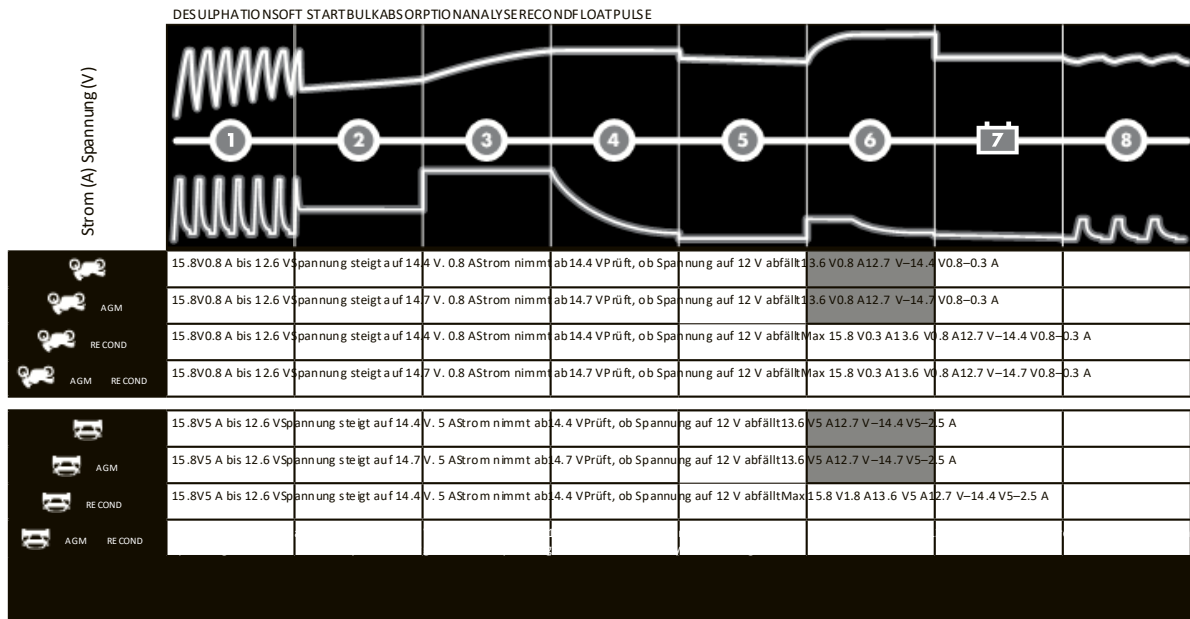 DESULPHATIONSOFT STARTBULKABSORPTIONANALYSERECONDFLOATPULSE
Strom (A) Spannung (V)
1 2 3 4 5 6 7 8
15.8V0.8 A bis 12.6 VSpannung steigt auf 14.4 V. 0.8 AStrom nimmt ab14.4 VPrüft, ob Spannung auf 12 V abfällt13.6 V0.8 A12.7 V–14.4 V0.8–0.3 A
AGM 15.8V0.8 A bis 12.6 VSpannung steigt auf 14.7 V. 0.8 AStrom nimmt ab14.7 VPrüft, ob Spannung auf 12 V abfällt13.6 V0.8 A12.7 V–14.7 V0.8–0.3 A
RECOND 15.8V0.8 A bis 12.6 VSpannung steigt auf 14.4 V. 0.8 AStrom nimmt ab14.4 VPrüft, ob Spannung auf 12 V abfälltMax 15.8 V0.3 A13.6 V0.8 A12.7 V–14.4 V0.8–0.3 A
AGM RECOND 15.8V0.8 A bis 12.6 VSpannung steigt auf 14.7 V. 0.8 AStrom nimmt ab14.7 VPrüft, ob Spannung auf 12 V abfälltMax 15.8 V0.3 A13.6 V0.8 A12.7 V–14.7 V0.8–0.3 A
15.8V5 A bis 12.6 VSpannung steigt auf 14.4 V. 5 AStrom nimmt ab14.4 VPrüft, ob Spannung auf 12 V abfällt13.6 V5 A12.7 V–14.4 V5–2.5 A
AGM 15.8V5 A bis 12.6 VSpannung steigt auf 14.7 V. 5 AStrom nimmt ab14.7 VPrüft, ob Spannung auf 12 V abfällt13.6 V5 A12.7 V–14.7 V5–2.5 A
RECOND 15.8V5 A bis 12.6 VSpannung steigt auf 14.4 V. 5 AStrom nimmt ab14.4 VPrüft, ob Spannung auf 12 V abfälltMax 15.8 V1.8 A13.6 V5 A12.7 V–14.4 V5–2.5 A
AGM RECOND